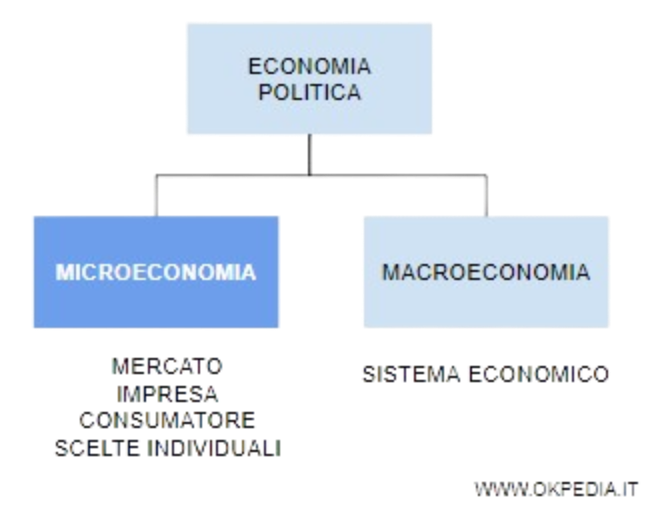 ECONOMIA
POLITICA
MICROECONOMIA
MACROECONOMIA
MERCATO
IMPRESA
CONSUMATORE
SCELTE INDIVIDUALI
SISTEMA ECONOMICO
WWW.OKPEDIA.IT